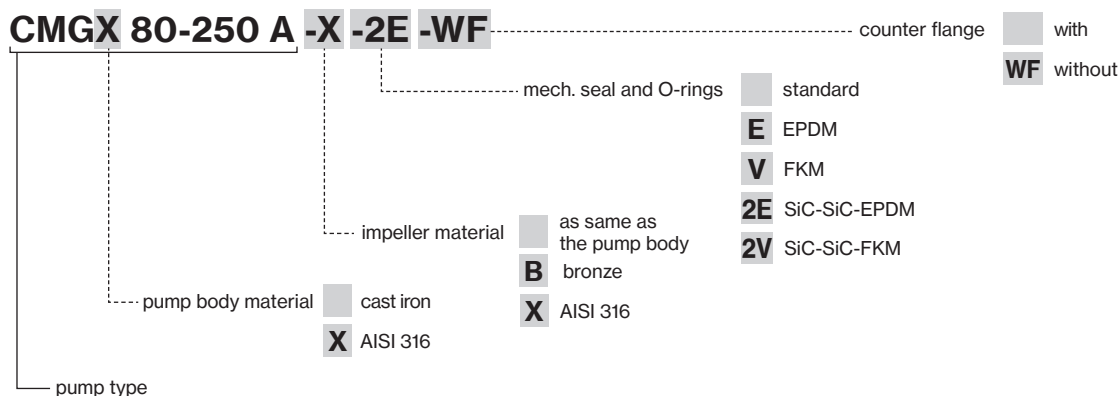 CMGX 80-250 A -X -2E -WF
counter flange
with
WF without
mech. seal and O-rings
standard
E EPDM
V FKM
2E SiC-SiC-EPDM
2V SiC-SiC-FKM
impeller material
as same as
the pump body
B bronze
X AISI 316
pump body material
cast iron
X AISI 316
pump type